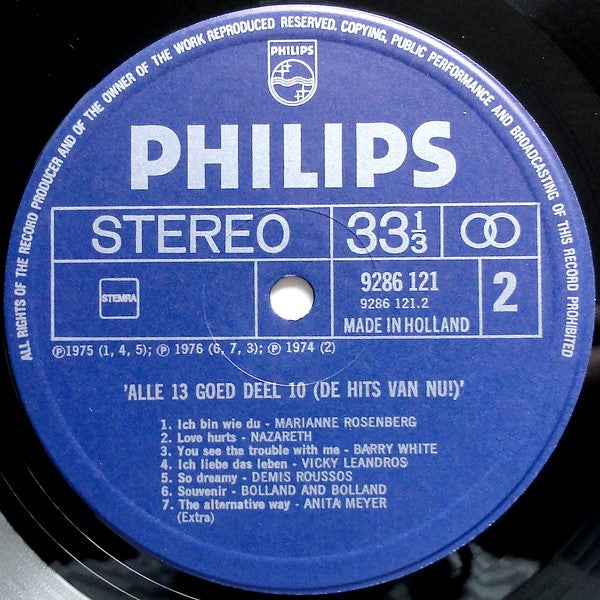 ALL RIGHTS OF THE RECORD PRODUCER AND OF THE OWNER OF THE WORK REPRODUCED RESERVED. COPYING, PUBLIC PERFORMANCE AND BROADCASTING OF THIS RECORD PROHIBITED
PHILIPS
PHILIPS
STEREO 33⅓
STEMRA
9286 121
9286 121.2
MADE IN HOLLAND
2
℗1975 (1, 4, 5); ℗ 1976 (6, 7, 3); ℗ 1974 (2)
'ALLE 13 GOED DEEL 10 (DE HITS VAN NU!)'
1. Ich bin wie du - MARIANNE ROSENBERG
2. Love hurts - NAZARETH
3. You see the trouble with me - BARRY WHITE
4. Ich liebe das leben - VICKY LEANDROS
5. So dreamy - DEMIS ROUSSOS
6. Souvenir - BOLLAND AND BOLLAND
7. The alternative way - ANITA MEYER
(Extra)